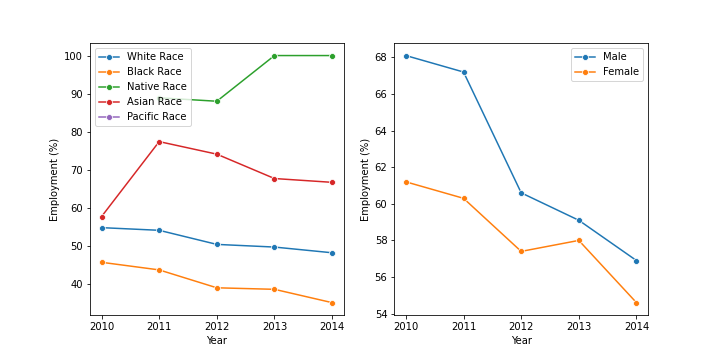 White Race
Black Race
Native Race
Asian Race
Pacific Race
100
90
80
70
60
50
40
Employment (%)
2010 2011 2012 2013 2014
Year
Male
Female
68
66
64
62
60
58
56
54
Employment (%)
2010 2011 2012 2013 2014
Year